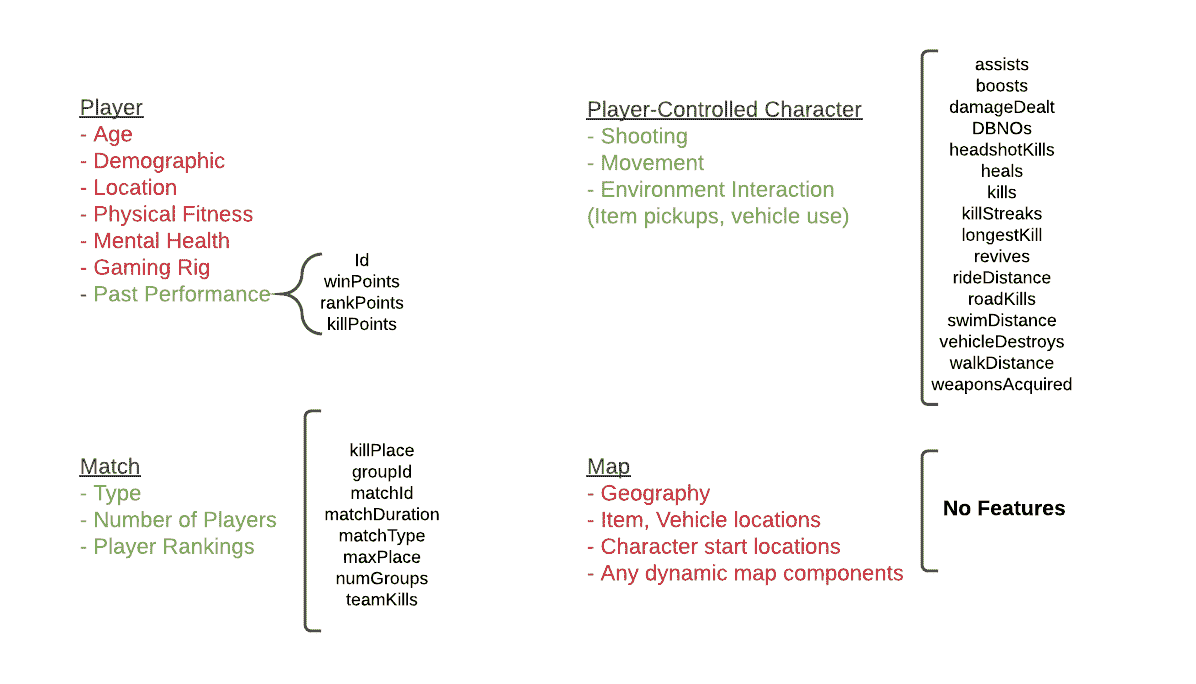 Player
- Age
- Demographic
- Location
- Physical Fitness
- Mental Health
- Gaming Rig
- Past Performance
Id
winPoints
rankPoints
killPoints
Player-Controlled Character
- Shooting
- Movement
- Environment Interaction
(Item pickups, vehicle use)
assists
boosts
damageDealt
DBNOs
headshotKills
heals
kills
killStreaks
longestKill
revives
rideDistance
roadKills
swimDistance
vehicleDestroys
walkDistance
weaponsAcquired
Match
- Type
- Number of Players
- Player Rankings
killPlace
groupId
matchId
matchDuration
matchType
maxPlace
numGroups
teamKills
Map
- Geography
- Item, Vehicle locations
- Character start locations
- Any dynamic map components
No Features